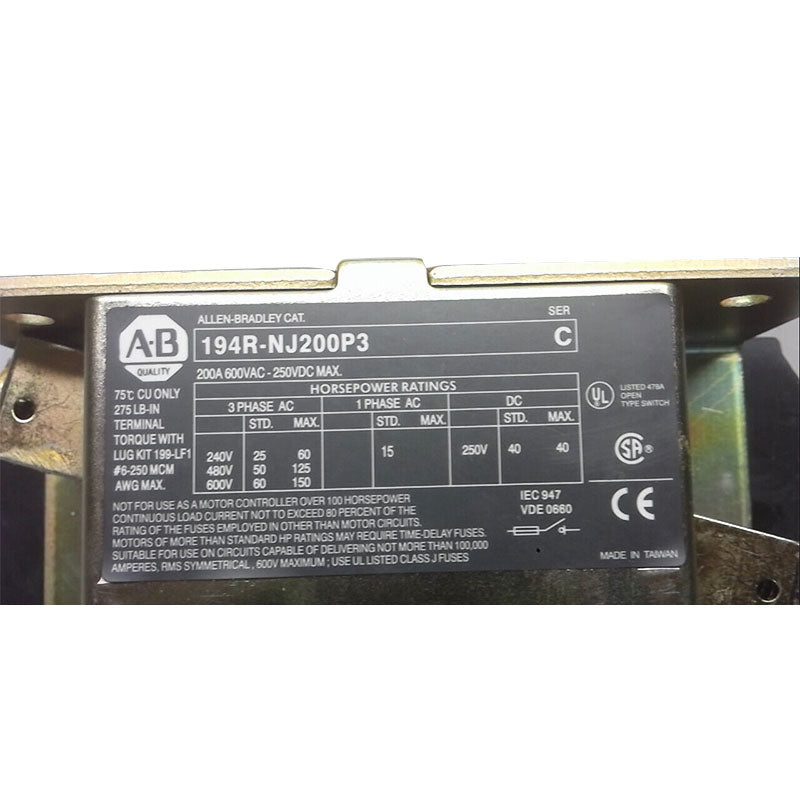 ALLEN-BRADLEY CAT.
SER
A-B
QUALITY
194R-NJ200P3
C
200A 600VAC - 250VDC MAX.
75℃ CU ONLY
275 LB-IN
TERMINAL
TORQUE WITH
LUG KIT 199-LF1
#6-250 MCM
AWG MAX.
HORSEPOWER RATINGS
3 PHASE AC 1 PHASE AC DC
STD. MAX. STD. MAX. STD. MAX.
15 250V 40 40
240V 25 60
480V 50 125
600V 60 150
UL
LISTED 478A
OPEN
TYPE SWITCH
SA
®
CE
NOT FOR USE AS A MOTOR CONTROLLER OVER 100 HORSEPOWER
CONTINUOUS LOAD CURRENT NOT TO EXCEED 80 PERCENT OF THE
RATING OF THE FUSES EMPLOYED IN OTHER THAN MOTOR CIRCUITS.
MOTORS OF MORE THAN STANDARD HP RATINGS MAY REQUIRE TIME-DELAY FUSES.
SUITABLE FOR USE ON CIRCUITS CAPABLE OF DELIVERING NOT MORE THAN 100,000
AMPERES, RMS SYMMETRICAL, 600V MAXIMUM; USE UL LISTED CLASS J FUSES
IEC 947
VDE 0660
MADE IN TAIWAN